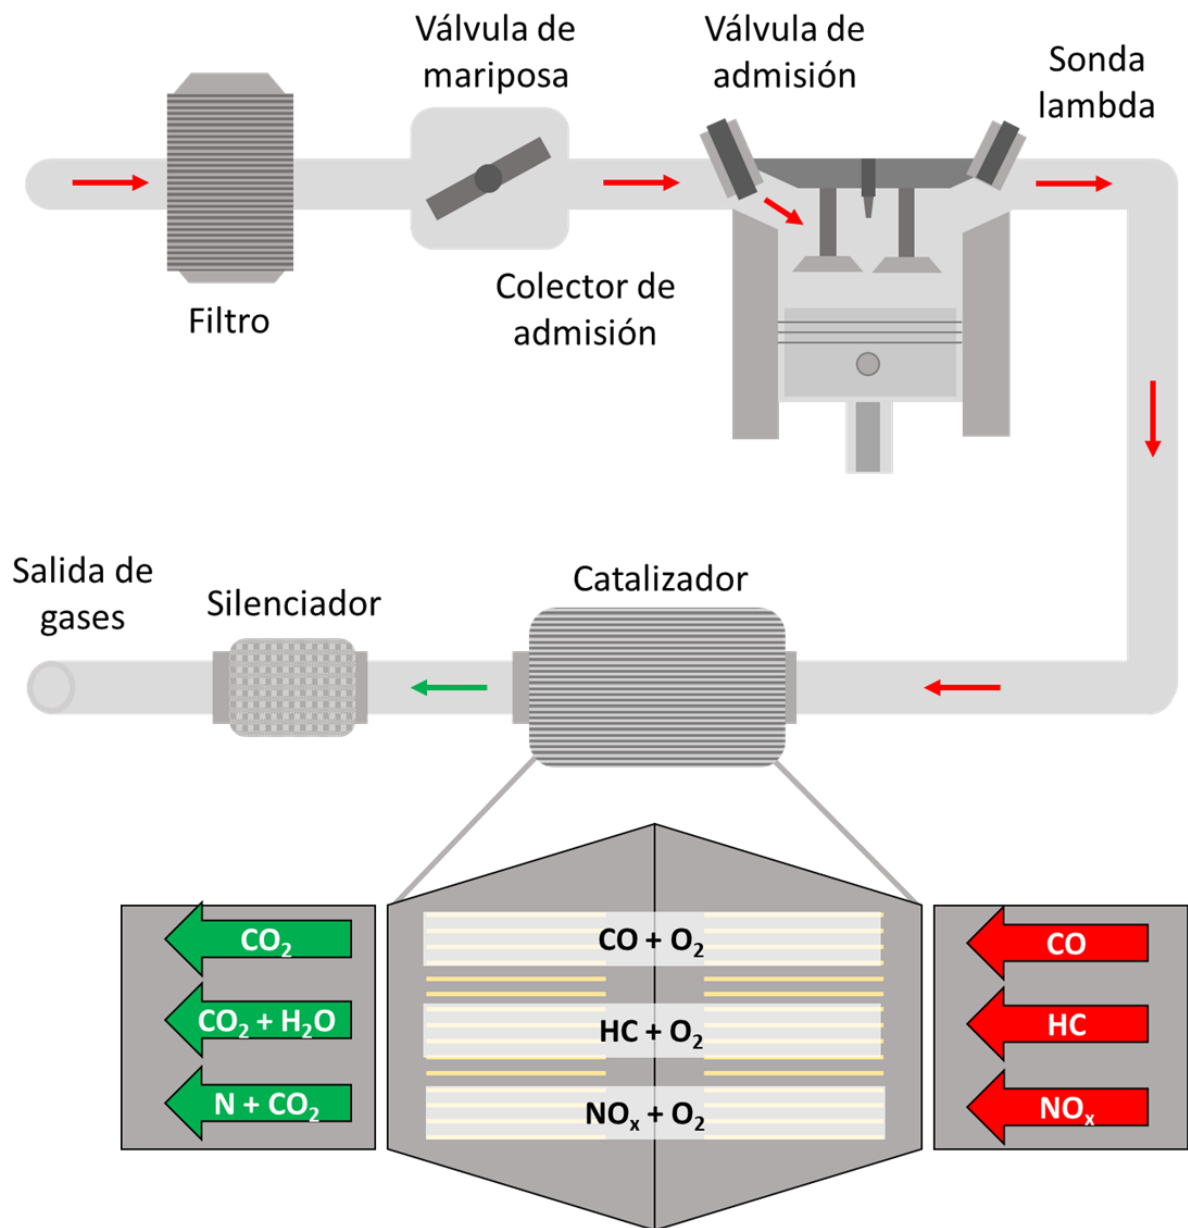 Válvula de
mariposa
Válvula de
admisión
Sonda
lambda
Filtro
Colector de
admisión
Salida de
gases
Silenciador
Catalizador
CO₂
CO + O₂
CO
CO₂ + H₂O
HC + O₂
HC
N + CO₂
NOₓ + O₂
NOₓ